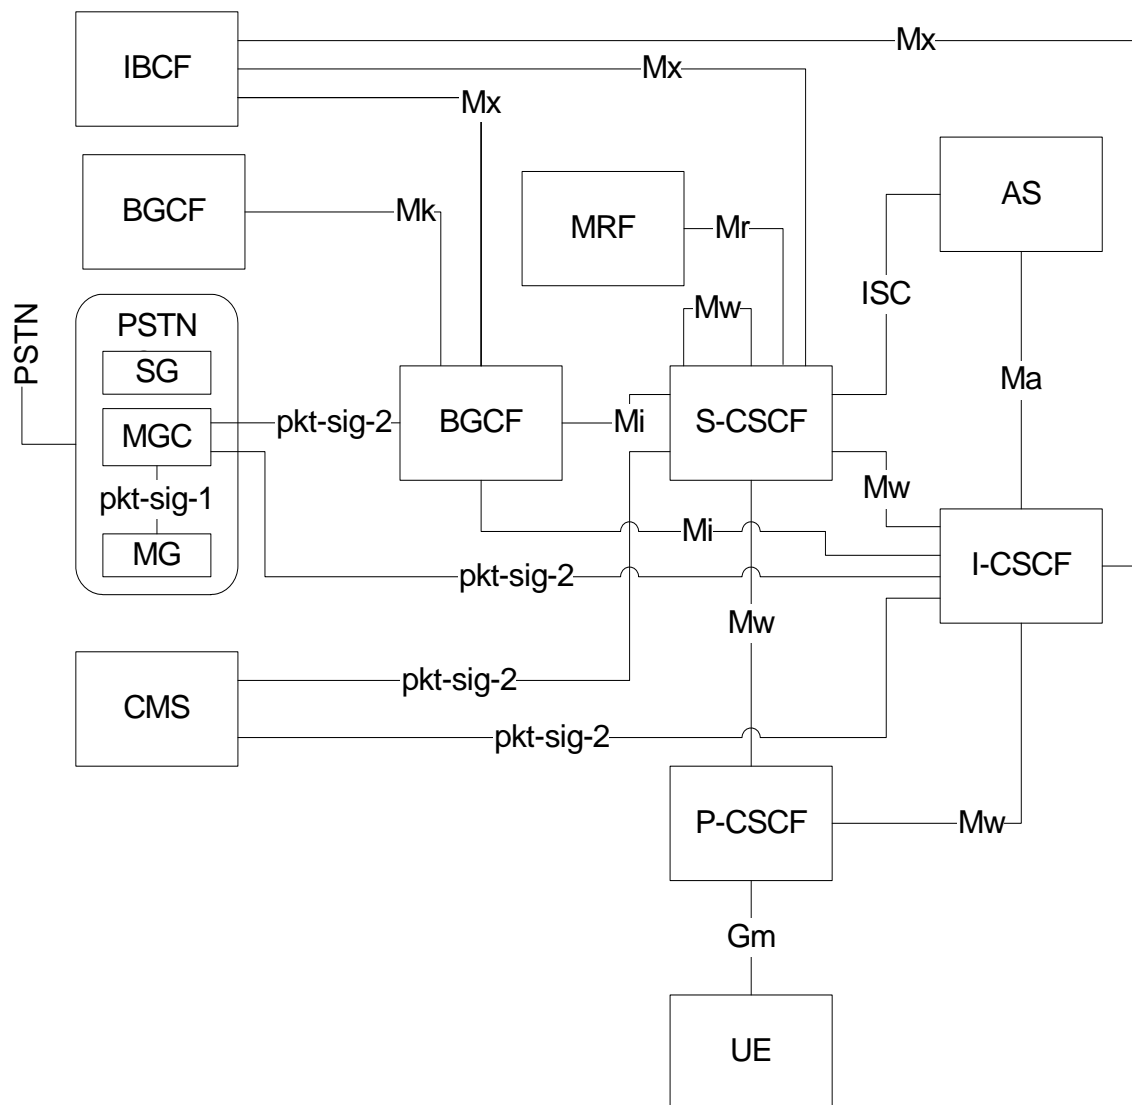 Mx
IBCF
Mx
Mx
AS
BGCF
Mk
MRF
Mr
ISC
PSTN
PSTN
Mw
SG
Ma
pkt-sig-2
BGCF
Mi
S-CSCF
MGC
Mw
pkt-sig-1
Mi
MG
I-CSCF
pkt-sig-2
Mw
pkt-sig-2
CMS
pkt-sig-2
P-CSCF
Mw
Gm
UE